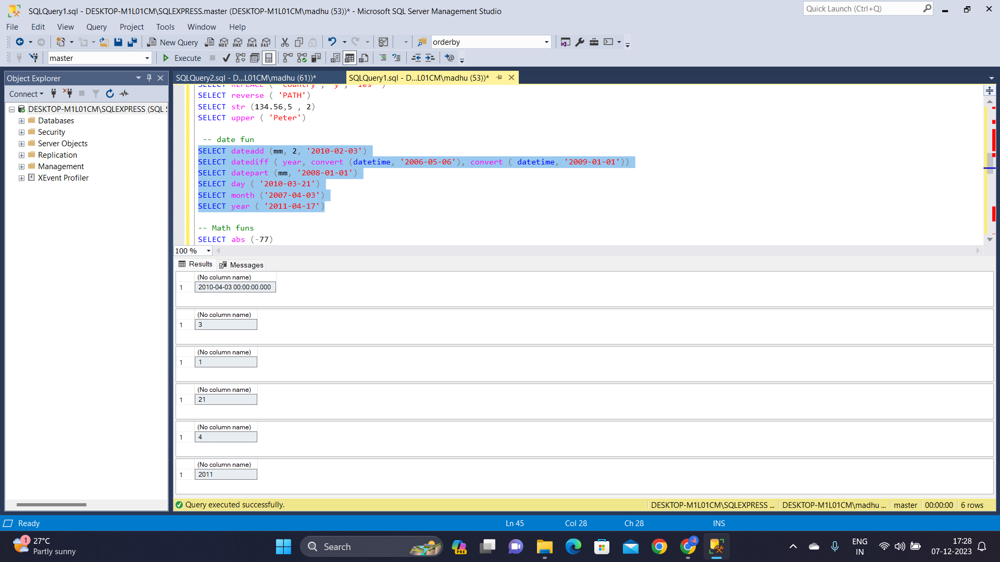 SQLQuery1.sql - DESKTOP-M1L01CM\SQLEXPRESS.master (DESKTOP-M1L01CM\madhu (53))* - Microsoft SQL Server Management Studio
Quick Launch (Ctrl+Q)
File Edit View Query Project Tools Window Help
New Query MDX DMX XMLA DAX orderby
master Execute
Object Explorer
SQLQuery2.sql - D...L01CM\madhu (61))* SQLQuery1.sql - D...L01CM\madhu (53))*
Connect
DESKTOP-M1L01CM\SQLEXPRESS (SQL S
Databases
Security
Server Objects
Replication
Management
XEvent Profiler
SELECT REPLACE ( 'country', 'y', 'ies' )
SELECT reverse ( 'PATH')
SELECT str (134.56,5 , 2)
SELECT upper ( 'Peter')
-- date fun
SELECT dateadd (mm, 2, '2010-02-03')
SELECT datediff ( year, convert (datetime, '2006-05-06'), convert ( datetime, '2009-01-01'))
SELECT datepart (mm, '2008-01-01')
SELECT day ( '2010-03-21')
SELECT month ('2007-04-03')
SELECT year ( '2011-04-17')
-- Math funs
SELECT abs (-77)
100 %
Results Messages
(No column name)
1 2010-04-03 00:00:00.000
(No column name)
1 3
(No column name)
1 1
(No column name)
1 21
(No column name)
1 4
(No column name)
1 2011
Query executed successfully. DESKTOP-M1L01CM\SQLEXPRESS ... DESKTOP-M1L01CM\madhu ... master 00:00:00 6 rows
Ready Ln 45 Col 28 Ch 28 INS
1 27°C
Partly sunny
Search
PRE
ENG
IN
17:28
07-12-2023